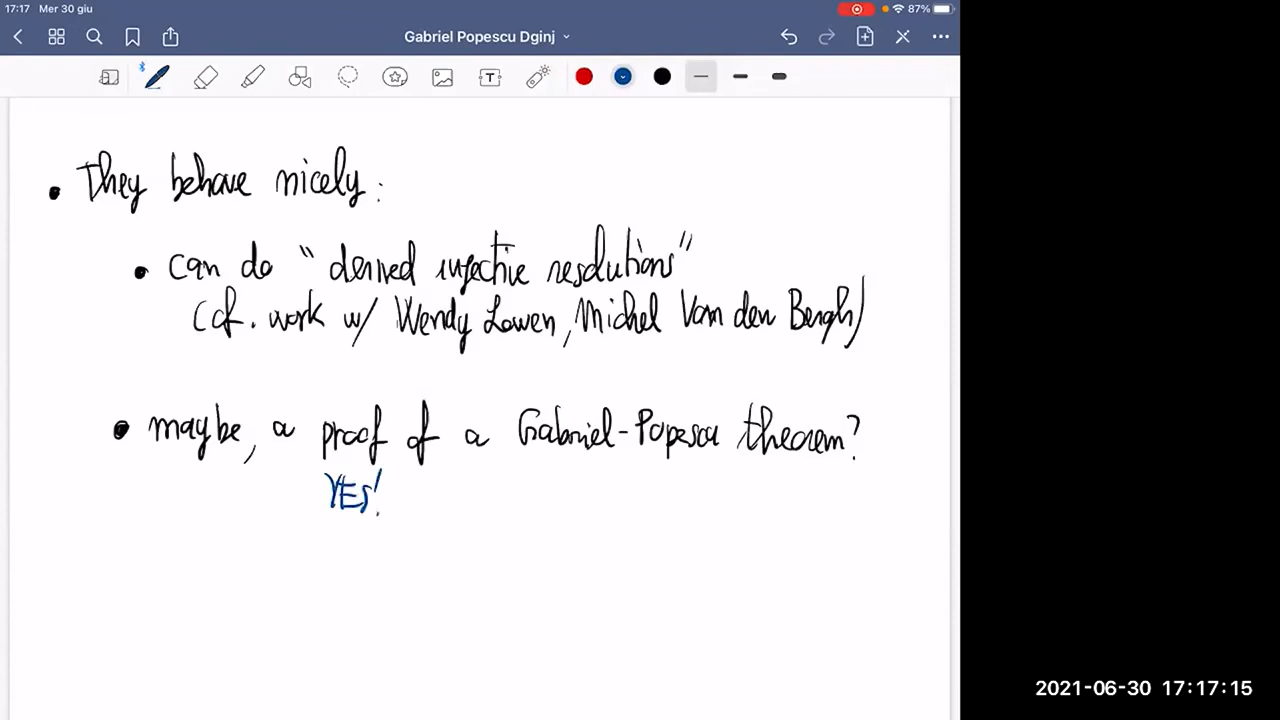 17:17 Mer 30 giu
87%
Gabriel Popescu Dginj
T
• They behave nicely:
• can do "derived injective resolutions"
(cf. work w/ Wendy Lowen, Michel Van den Bergh)
• maybe, a proof of a Gabriel-Popescu theorem?
YES!
2021-06-30 17:17:15